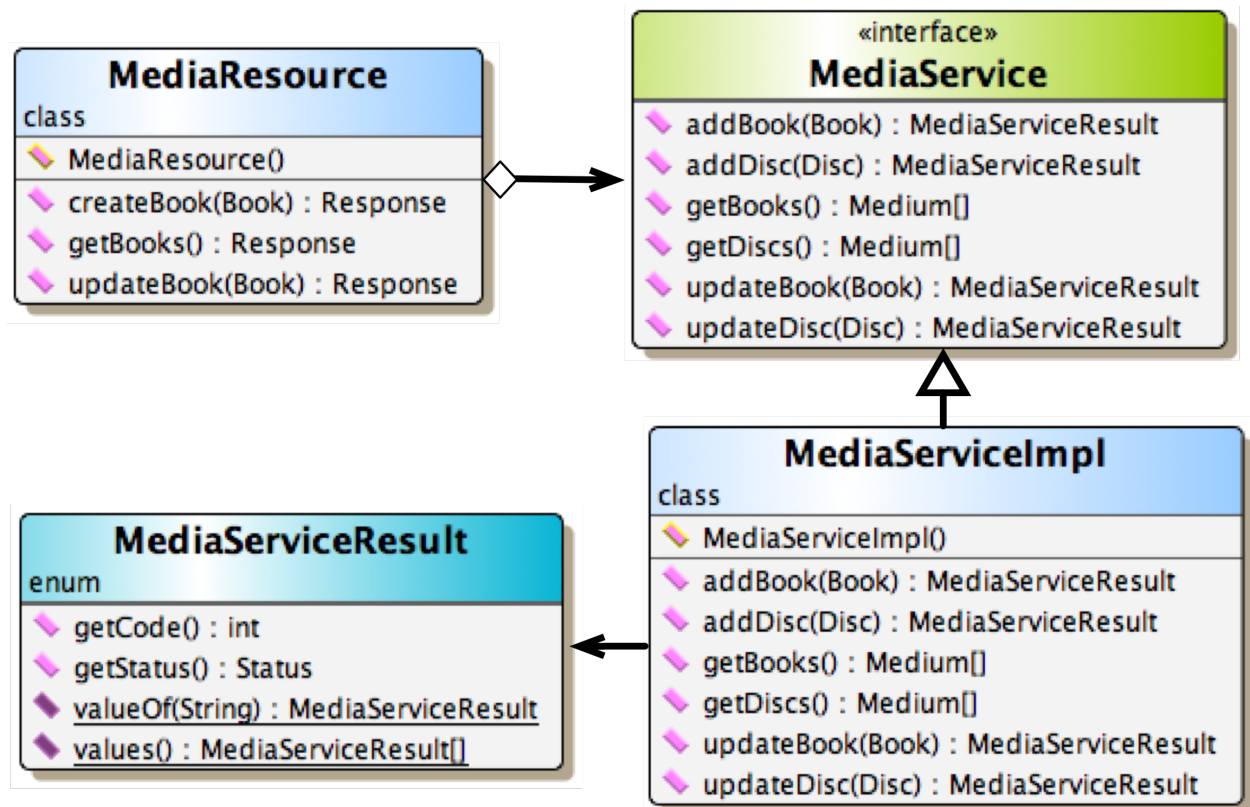 MediaResource
class
MediaResource()
createBook(Book) : Response
getBooks() : Response
updateBook(Book) : Response
«interface»
MediaService
addBook(Book) : MediaServiceResult
addDisc(Disc) : MediaServiceResult
getBooks() : Medium[]
getDiscs() : Medium[]
updateBook(Book) : MediaServiceResult
updateDisc(Disc) : MediaServiceResult
MediaServiceResult
enum
getCode() : int
getStatus() : Status
valueOf(String) : MediaServiceResult
values() : MediaServiceResult[]
MediaServiceImpl
class
MediaServiceImpl()
addBook(Book) : MediaServiceResult
addDisc(Disc) : MediaServiceResult
getBooks() : Medium[]
getDiscs() : Medium[]
updateBook(Book) : MediaServiceResult
updateDisc(Disc) : MediaServiceResult